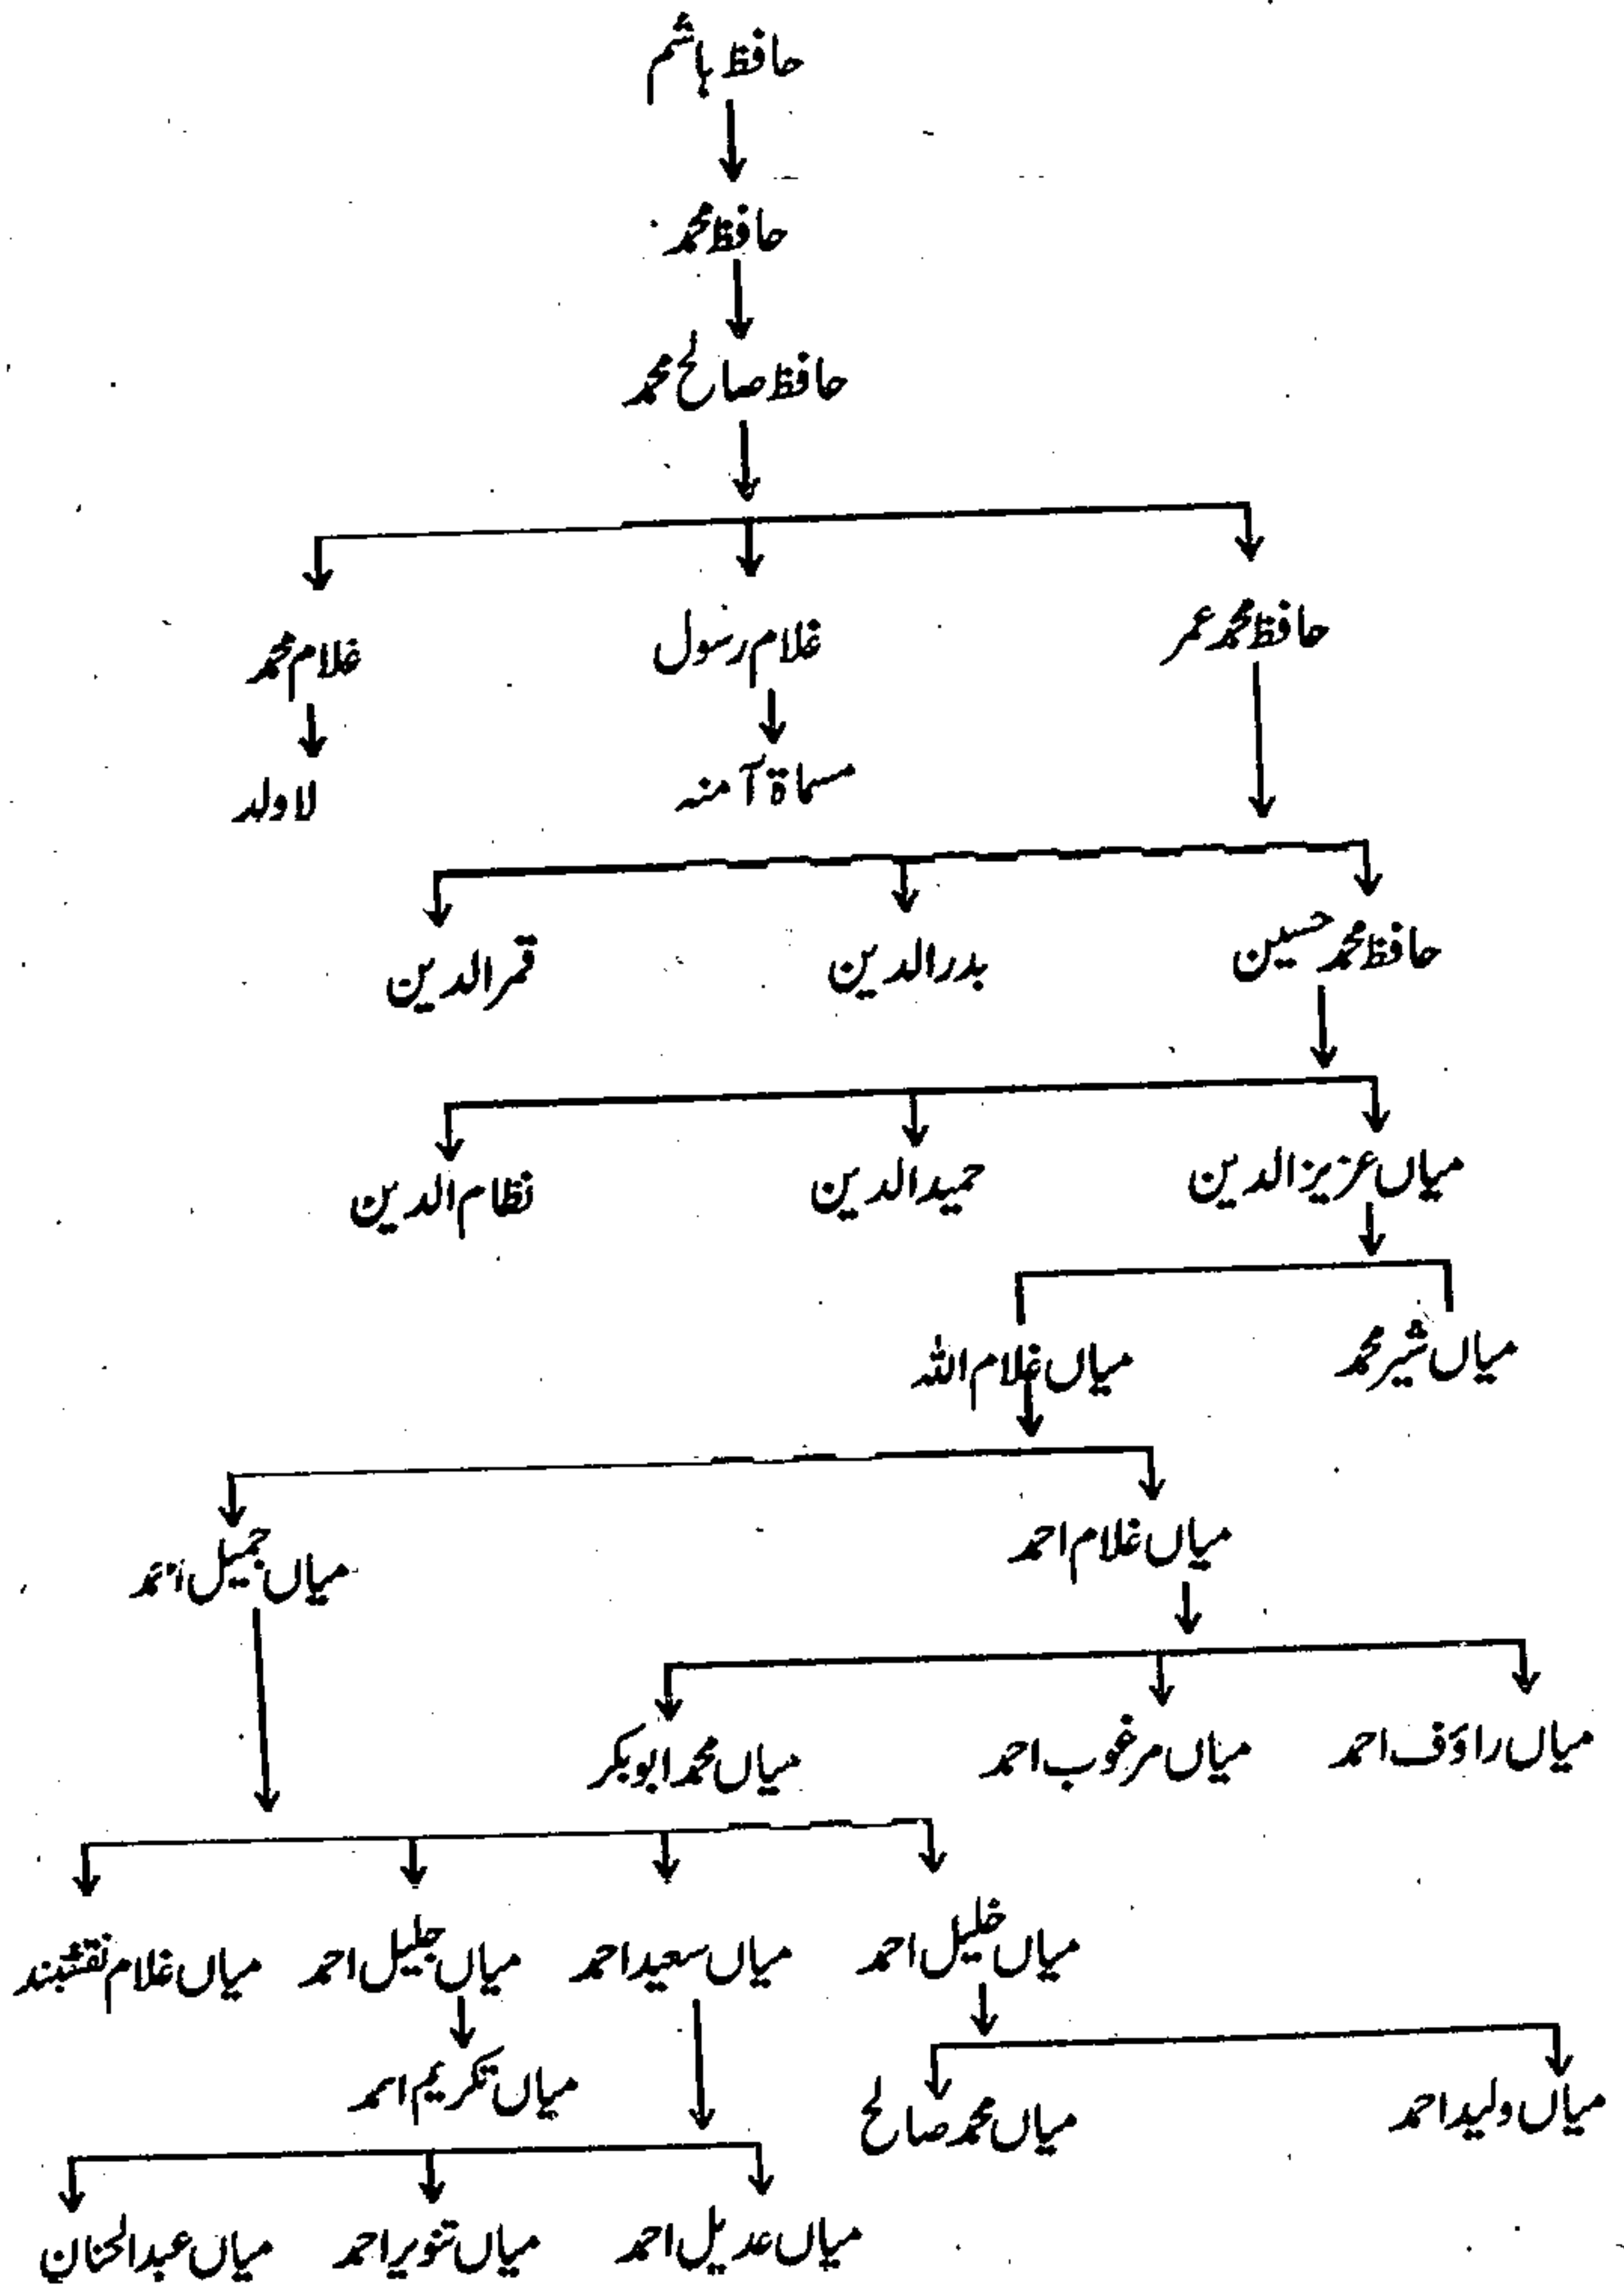 حافظ ہاشم
حافظ محمد
حافظ صالح محمد
حافظ محمد عمر
غلام رسول
غلام محمد
مسماۃ آمنہ
لاولد
حافظ محمد حسین
بدرالدین
قمرالدین
میاں عزیزالدین
حمیدالدین
نظام الدین
میاں شیر محمد
میاں غلام اللہ
میاں غلام احمد
میاں جمیل احمد
میاں راؤف احمد
میاں مرغوب احمد
میاں محمد ابوبکر
میاں خلیل احمد
میاں سعید احمد
میاں جلیل احمد
میاں غلام نقشبند
میاں تکریم احمد
میاں ولید احمد
میاں محمد صالح
میاں عدیل احمد
میاں تنویر احمد
میاں عبدالحنان